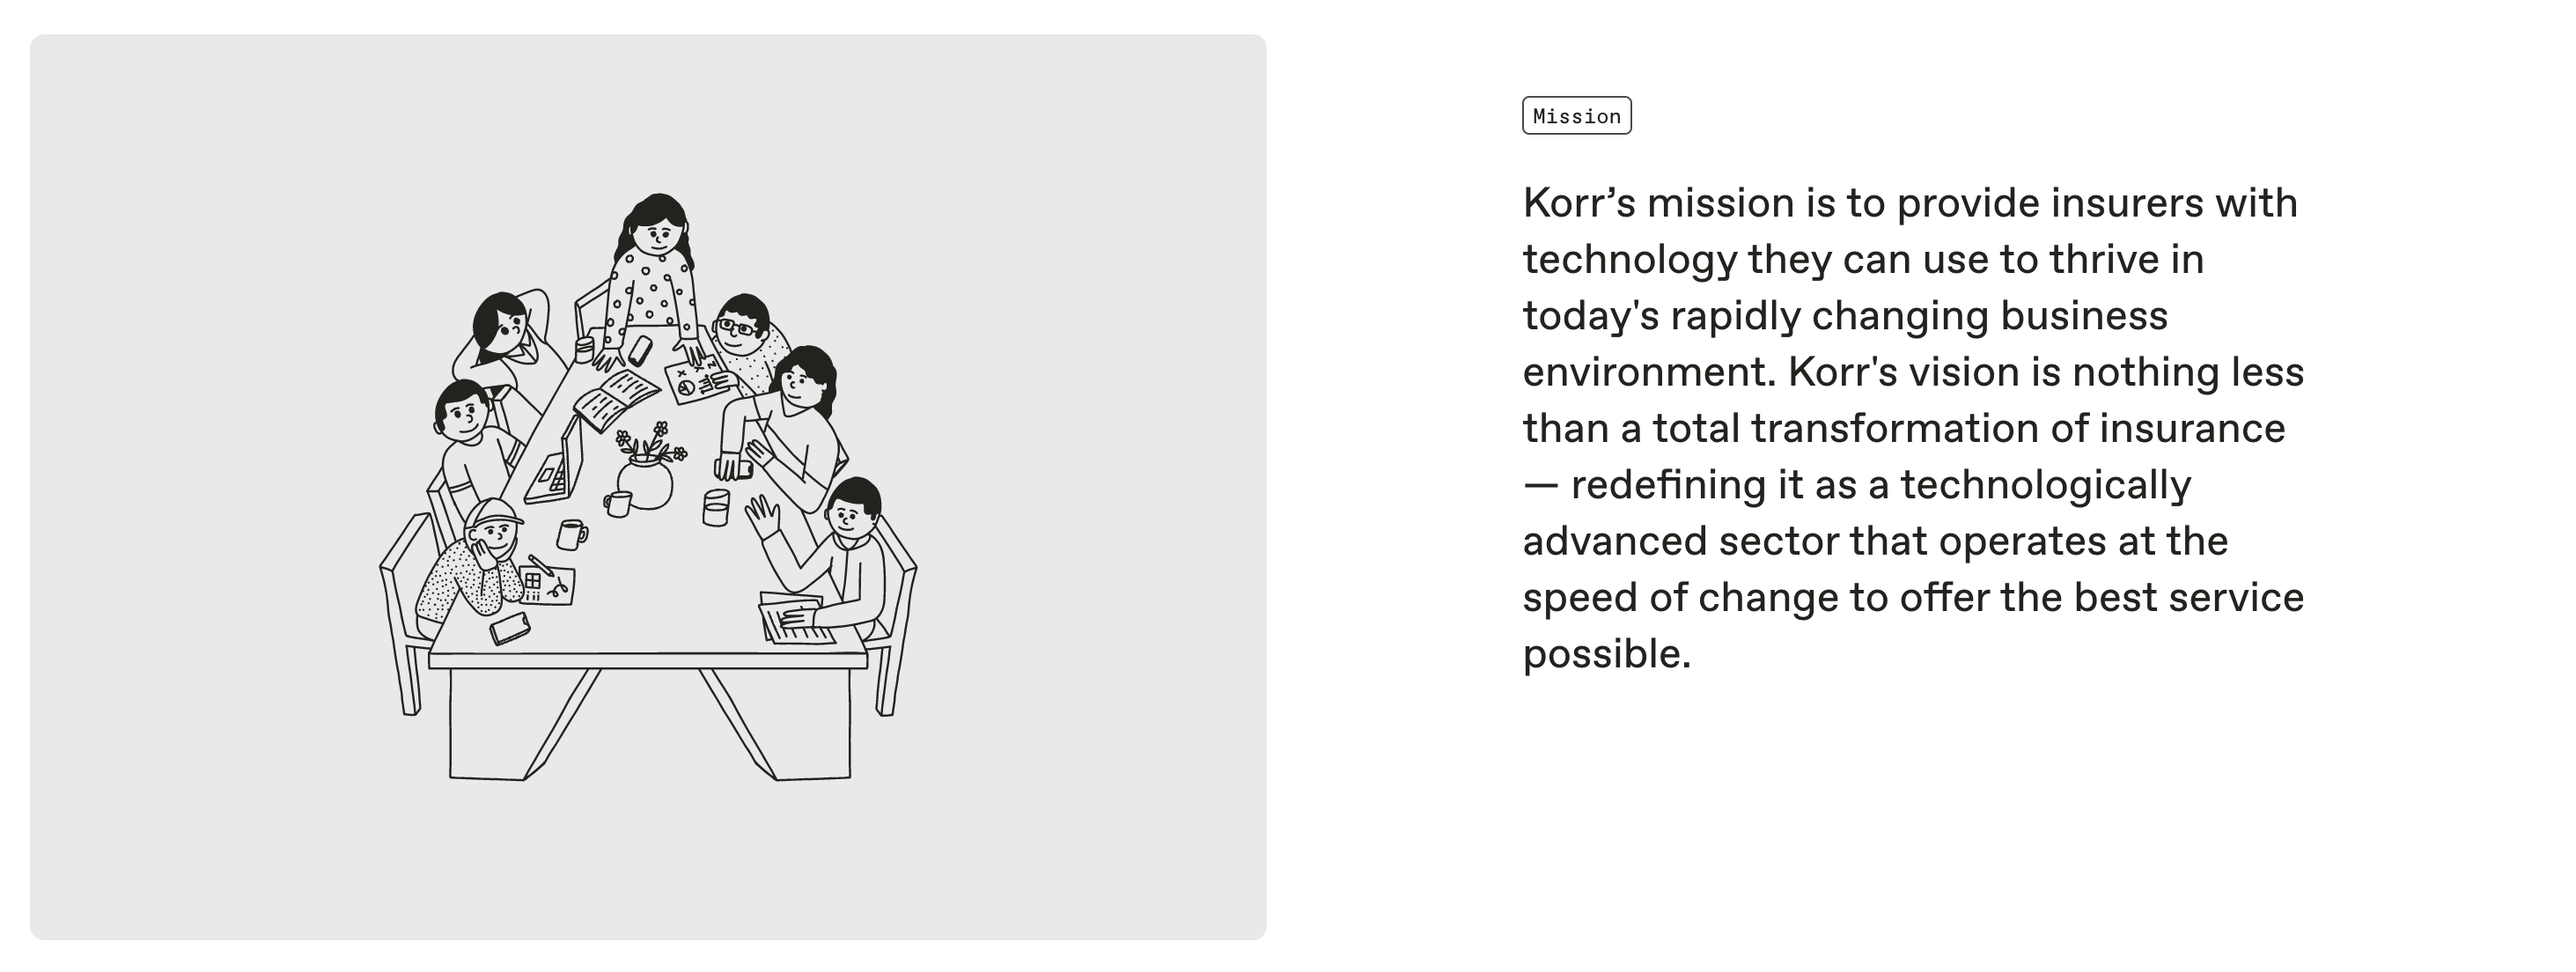 Mission
Korr’s mission is to provide insurers with
technology they can use to thrive in
today's rapidly changing business
environment. Korr's vision is nothing less
than a total transformation of insurance
— redefining it as a technologically
advanced sector that operates at the
speed of change to offer the best service
possible.